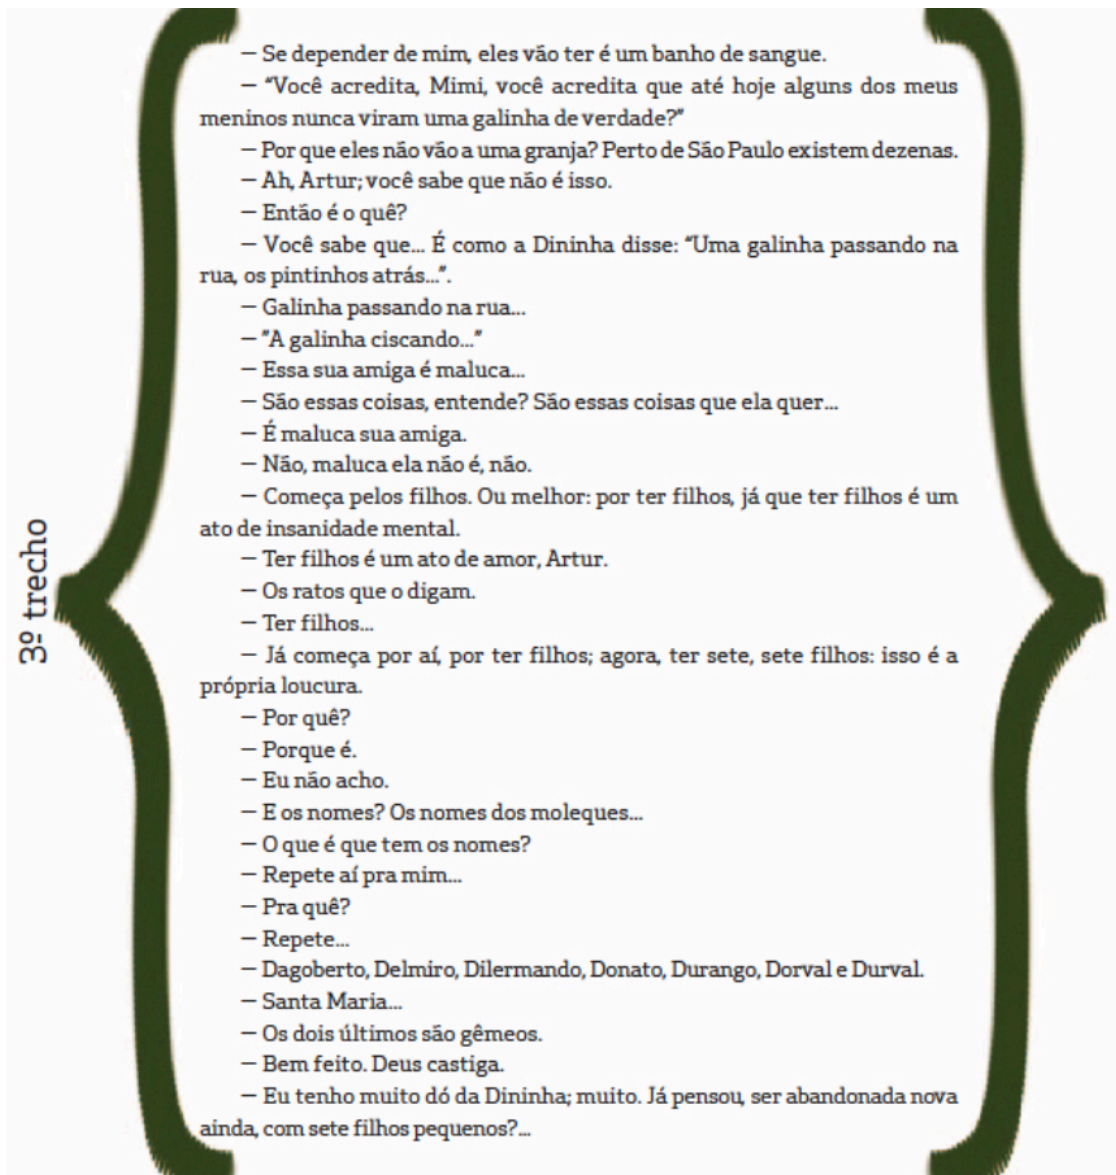 3º trecho
— Se depender de mim, eles vão ter é um banho de sangue.
— “Você acredita, Mimi, você acredita que até hoje alguns dos meus
meninos nunca viram uma galinha de verdade?”
— Por que eles não vão a uma granja? Perto de São Paulo existem dezenas.
— Ah, Artur; você sabe que não é isso.
— Então é o quê?
— Você sabe que... É como a Dininha disse: “Uma galinha passando na
rua, os pintinhos atrás...”.
— Galinha passando na rua...
— “A galinha ciscando...”
— Essa sua amiga é maluca...
— São essas coisas, entende? São essas coisas que ela quer...
— É maluca sua amiga.
— Não, maluca ela não é, não.
— Começa pelos filhos. Ou melhor: por ter filhos, já que ter filhos é um
ato de insanidade mental.
— Ter filhos é um ato de amor, Artur.
— Os ratos que o digam.
— Ter filhos...
— Já começa por aí, por ter filhos; agora, ter sete, sete filhos: isso é a
própria loucura.
— Por quê?
— Porque é.
— Eu não acho.
— E os nomes? Os nomes dos moleques...
— O que é que tem os nomes?
— Repete aí pra mim...
— Pra quê?
— Repete...
— Dagoberto, Delmiro, Dilermando, Donato, Durango, Dorval e Durval.
— Santa Maria...
— Os dois últimos são gêmeos.
— Bem feito. Deus castiga.
— Eu tenho muito dó da Dininha; muito. Já pensou, ser abandonada nova
ainda, com sete filhos pequenos?...